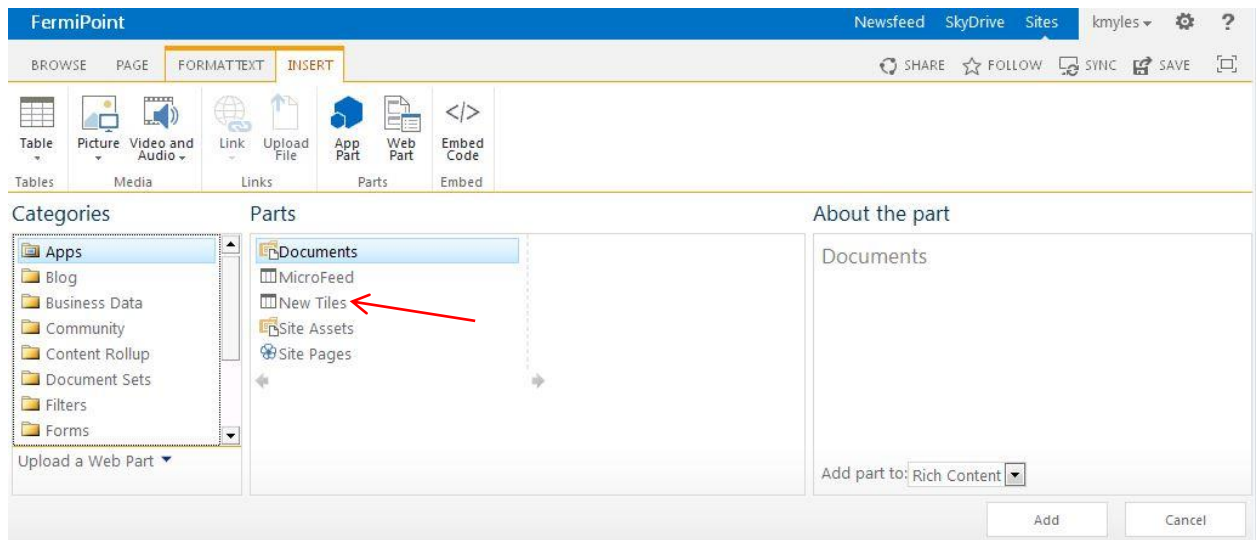 FermiPoint
Newsfeed SkyDrive Sites kmyles ?
BROWSE PAGE FORMAT TEXT INSERT
SHARE FOLLOW SYNC SAVE
Table Picture Video and Audio Link Upload File App Part Web Part </> Embed Code
Tables Media Links Parts Embed
Categories Parts About the part
Apps Documents Documents
Blog MicroFeed
Business Data New Tiles
Community Site Assets
Content Rollup Site Pages
Document Sets
Filters
Forms
Upload a Web Part
Add part to: Rich Content
Add Cancel